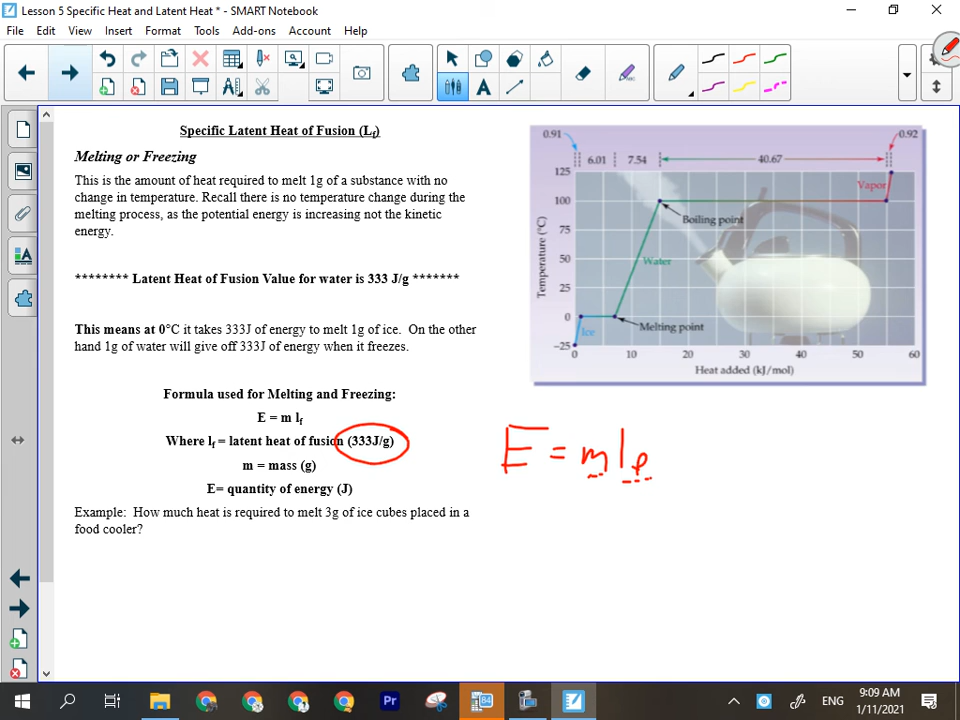 Lesson 5 Specific Heat and Latent Heat * - SMART Notebook
File Edit View Insert Format Tools Add-ons Account Help
Specific Latent Heat of Fusion (Lf)
Melting or Freezing
This is the amount of heat required to melt 1g of a substance with no
change in temperature. Recall there is no temperature change during the
melting process, as the potential energy is increasing not the kinetic
energy.
******** Latent Heat of Fusion Value for water is 333 J/g *******
This means at 0°C it takes 333J of energy to melt 1g of ice. On the other
hand 1g of water will give off 333J of energy when it freezes.
Formula used for Melting and Freezing:
E = m lf
Where lf = latent heat of fusion (333J/g)
m = mass (g)
E= quantity of energy (J)
Example: How much heat is required to melt 3g of ice cubes placed in a
food cooler?
0.91 0.92
6.01 7.54 40.67
125
Vapor
100
Boiling point
75
Temperature (°C)
50
Water
25
0
Ice
Melting point
-25
0 10 20 30 40 50 60
Heat added (kJ/mol)
E = m lf
ENG
9:09 AM
1/11/2021